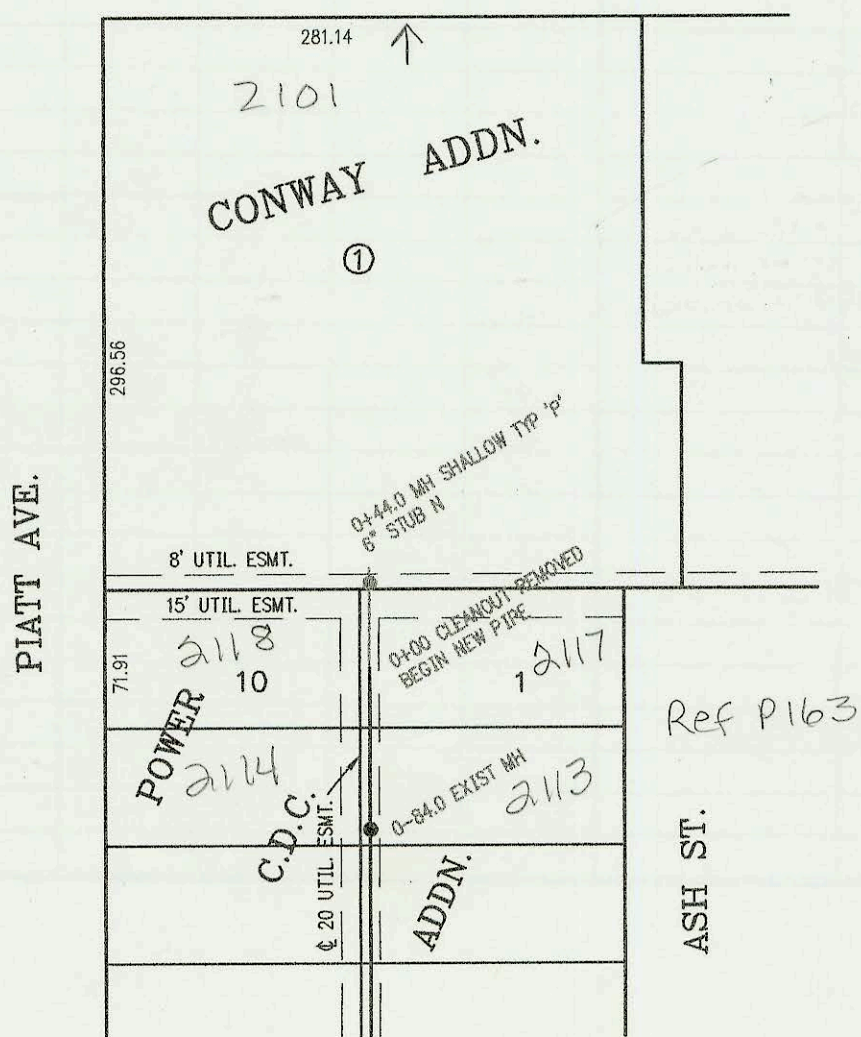 281.14
2101
CONWAY ADDN.
①
296.56
PIATT AVE.
0+44.0 MH SHALLOW TYP 'P'
6" STUB N
8' UTIL. ESMT.
15' UTIL. ESMT.
0+00 CLEANOUT REMOVED
BEGIN NEW PIPE
71.91
2118
10
1
2117
Ref P163
POWER
2114
0-84.0 EXIST MH
2113
C.D.C.
℄ 20 UTIL. ESMT.
ADDN.
ASH ST.